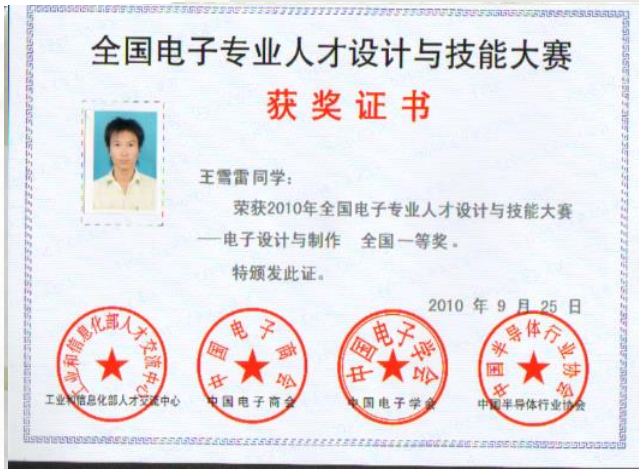 全国电子专业人才设计与技能大赛
获奖证书
王雪雷同学：
荣获2010年全国电子专业人才设计与技能大赛
——电子设计与制作 全国一等奖。
特颁发此证。
2010 年 9 月 25 日
工业和信息化部人才交流中心
中国电子商会
中国电子学会
中国半导体行业协会
工业和信息化部人才交流中心
中国电子商会
中国电子学会
中国半导体行业协会